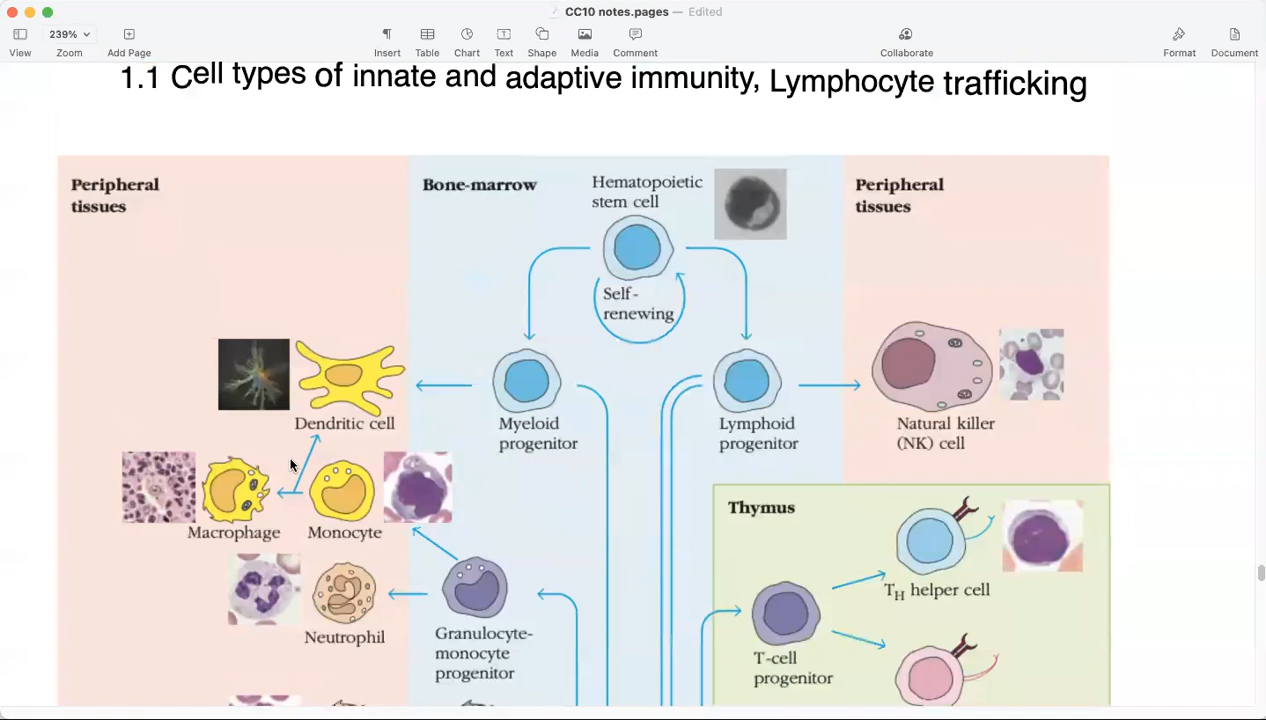 CC10 notes.pages — Edited
239%
View
Zoom
Add Page
Insert
Table
Chart
Text
Shape
Media
Comment
Collaborate
Format
Document
1.1 Cell types of innate and adaptive immunity, Lymphocyte trafficking
Peripheral
tissues
Bone-marrow
Hematopoietic
stem cell
Peripheral
tissues
Self-
renewing
Dendritic cell
Myeloid
progenitor
Lymphoid
progenitor
Natural killer
(NK) cell
Macrophage
Monocyte
Thymus
TH helper cell
Neutrophil
Granulocyte-
monocyte
progenitor
T-cell
progenitor